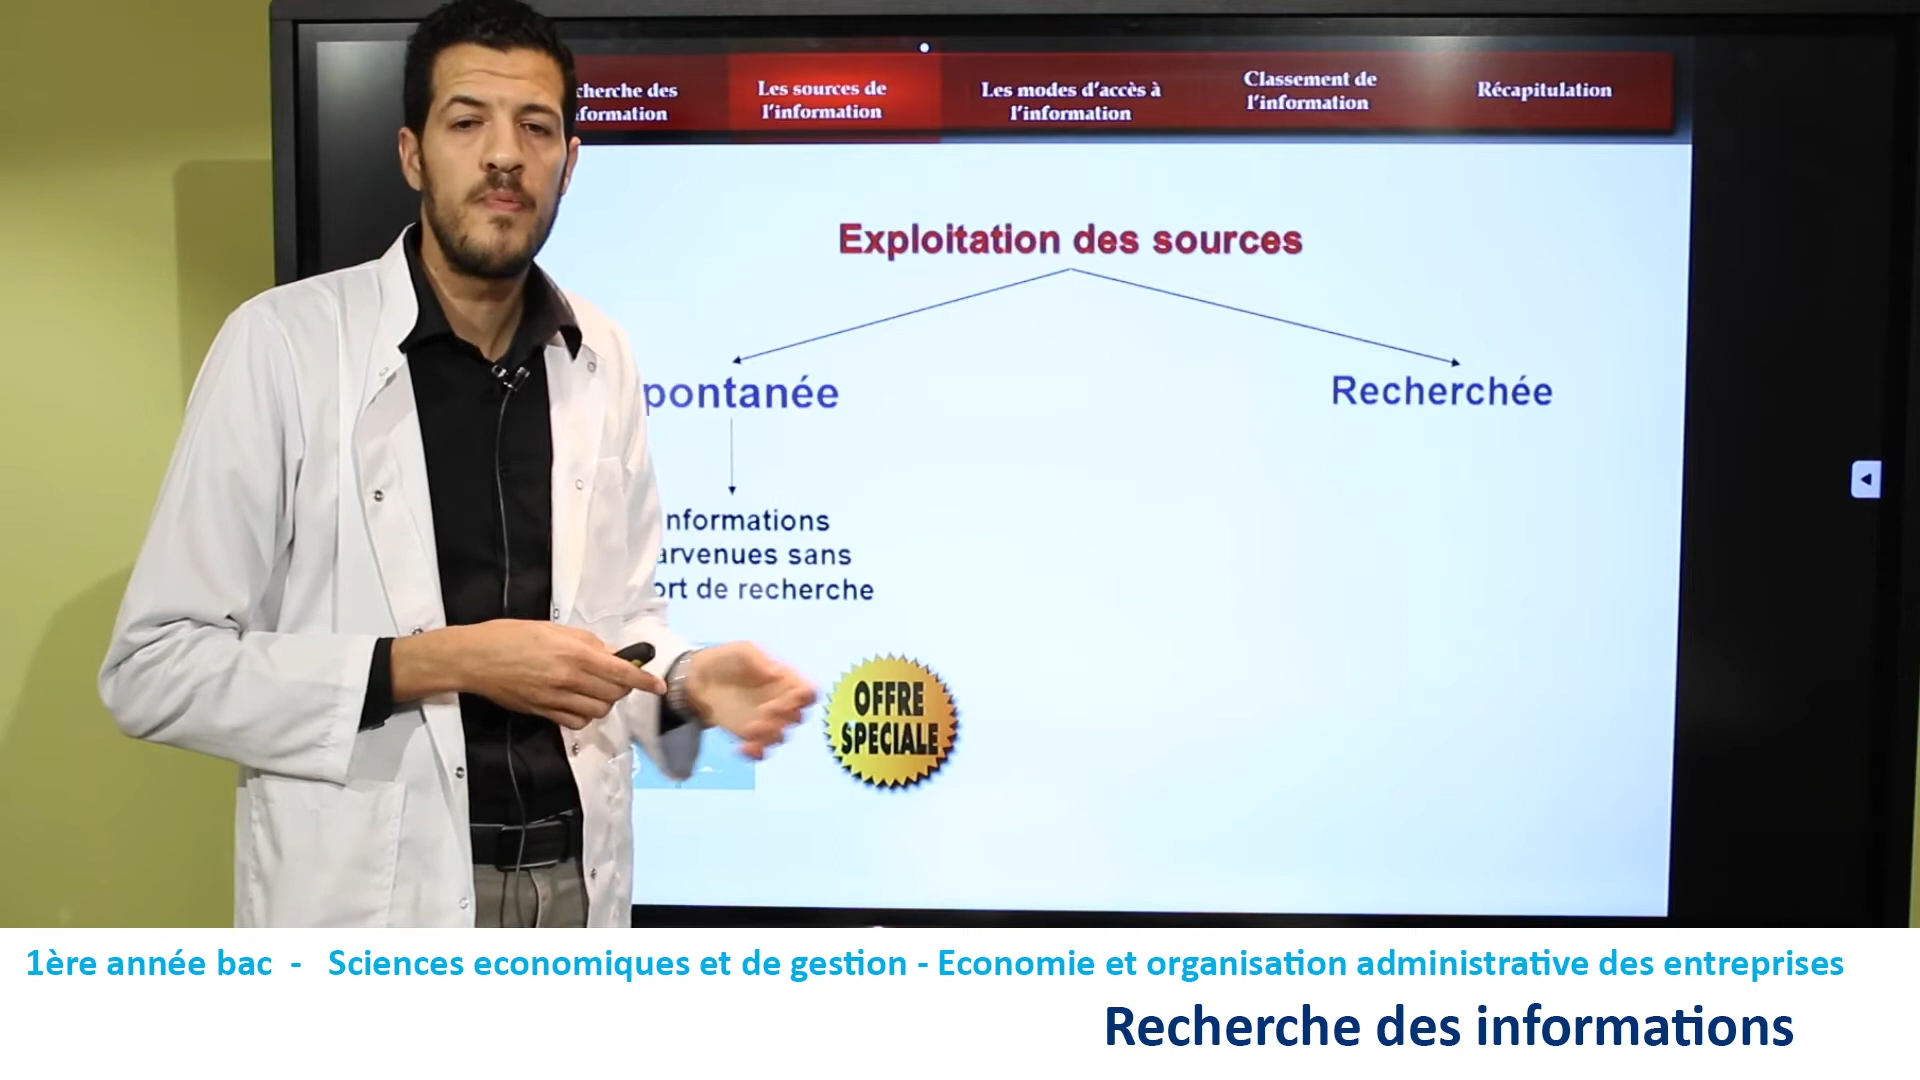 cherche des
formation
Les sources de
l'information
Les modes d'accès à
l'information
Classement de
l'information
Récapitulation
Exploitation des sources
pontanée
Recherchée
nformations
arvenues sans
ort de recherche
OFFRE
SPECIALE
1ère année bac - Sciences economiques et de gestion - Economie et organisation administrative des entreprises
Recherche des informations